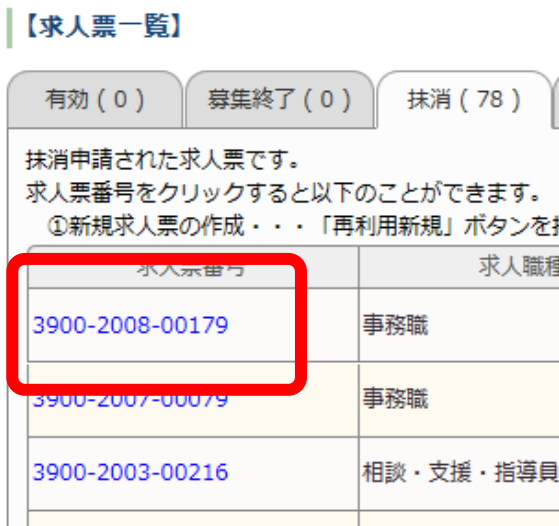 【求人票一覧】
有効 ( 0 ) 募集終了 ( 0 ) 抹消 ( 78 )
抹消申請された求人票です。
求人票番号をクリックすると以下のことができます。
①新規求人票の作成・・・「再利用新規」ボタンを
求人票番号 求人職種
3900-2008-00179 事務職
3900-2007-00079 事務職
3900-2003-00216 相談・支援・指導員